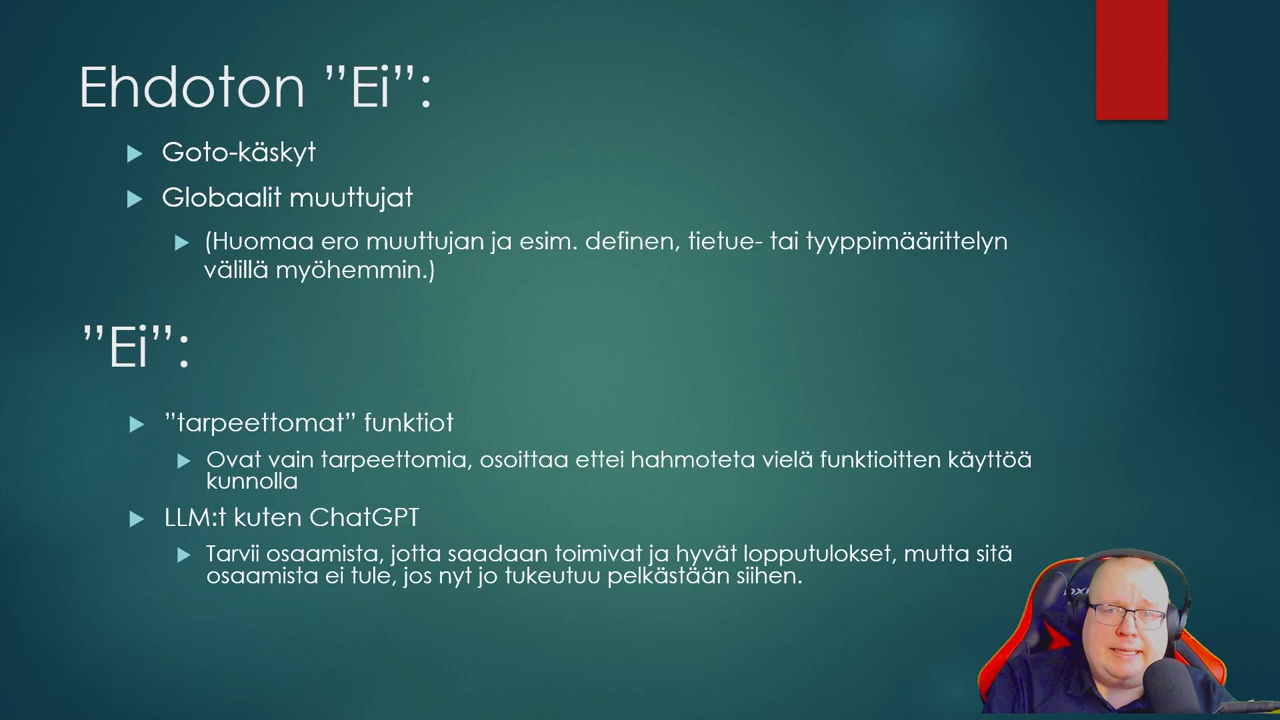 Ehdoton ”Ei”:
Goto-käskyt
Globaalit muuttujat
(Huomaa ero muuttujan ja esim. definen, tietue- tai tyyppimäärittelyn
välillä myöhemmin.)
”Ei”:
”tarpeettomat” funktiot
Ovat vain tarpeettomia, osoittaa ettei hahmoteta vielä funktioitten käyttöä
kunnolla
LLM:t kuten ChatGPT
Tarvii osaamista, jotta saadaan toimivat ja hyvät lopputulokset, mutta sitä
osaamista ei tule, jos nyt jo tukeutuu pelkästään siihen.